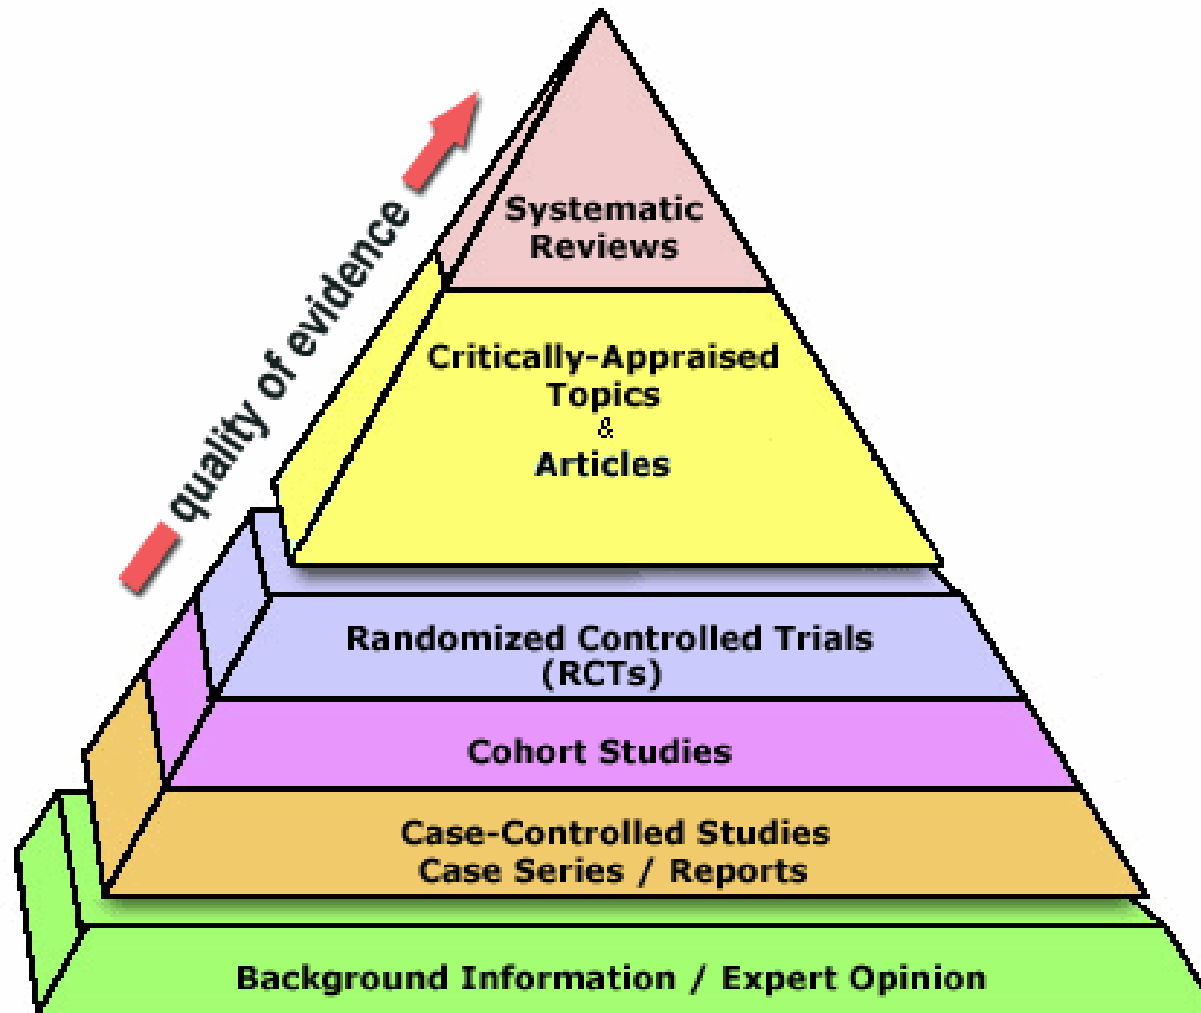 quality of evidence
Systematic
Reviews
Critically-Appraised
Topics
&
Articles
Randomized Controlled Trials
(RCTs)
Cohort Studies
Case-Controlled Studies
Case Series / Reports
Background Information / Expert Opinion